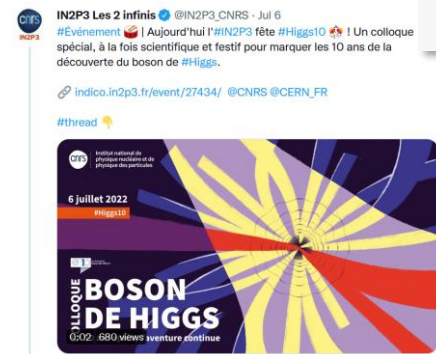 IN2P3 Les 2 infinis @IN2P3_CNRS · Jul 6
#Événement 🥁 | Aujourd'hui l'#IN2P3 fête #Higgs10 🎊 ! Un colloque
spécial, à la fois scientifique et festif pour marquer les 10 ans de la
découverte du boson de #Higgs.
🔗 indico.in2p3.fr/event/27434/ @CNRS @CERN_FR
#thread 👇
cnrs
IN2P3
cnrs
Institut national de
physique nucléaire et de
physique des particules
6 juillet 2022
#Higgs10
COLLOQUE
BOSON
DE HIGGS
aventure continue
0:02 680 views